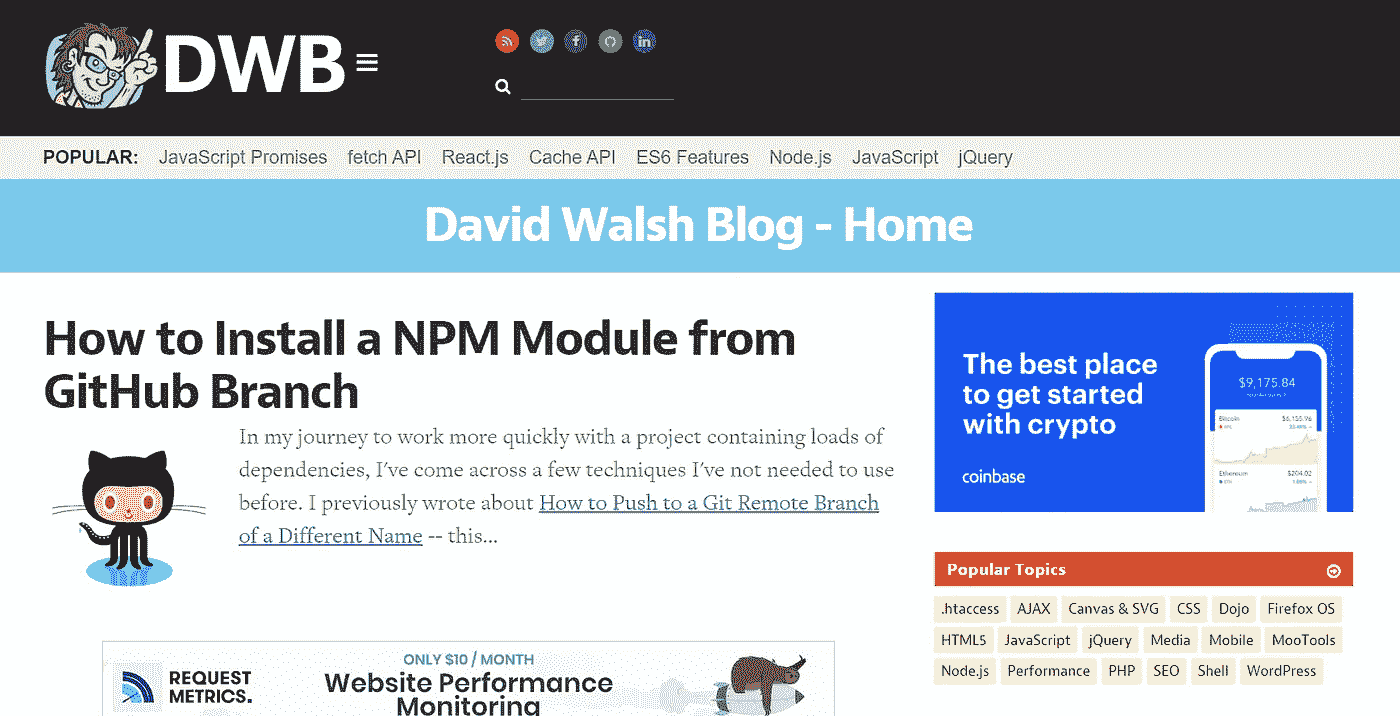 DWB
POPULAR: JavaScript Promises fetch API React.js Cache API ES6 Features Node.js JavaScript jQuery
David Walsh Blog - Home
How to Install a NPM Module from
GitHub Branch
In my journey to work more quickly with a project containing loads of
dependencies, I've come across a few techniques I've not needed to use
before. I previously wrote about How to Push to a Git Remote Branch
of a Different Name -- this...
ONLY $10 / MONTH
REQUEST
METRICS.
Website Performance
Monitoring
The best place
to get started
with crypto
coinbase
$9,175.84
Bitcoin $6,155.96
Ethereum $204.02
Popular Topics
.htaccess AJAX Canvas & SVG CSS Dojo Firefox OS
HTML5 JavaScript jQuery Media Mobile MooTools
Node.js Performance PHP SEO Shell WordPress